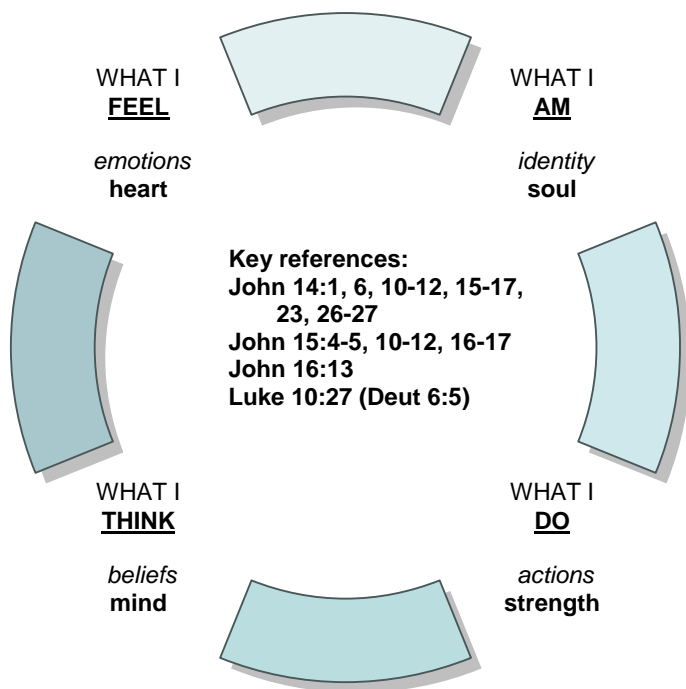 WHAT I
FEEL
emotions
heart
WHAT I
AM
identity
soul
Key references:
John 14:1, 6, 10-12, 15-17,
23, 26-27
John 15:4-5, 10-12, 16-17
John 16:13
Luke 10:27 (Deut 6:5)
WHAT I
THINK
beliefs
mind
WHAT I
DO
actions
strength